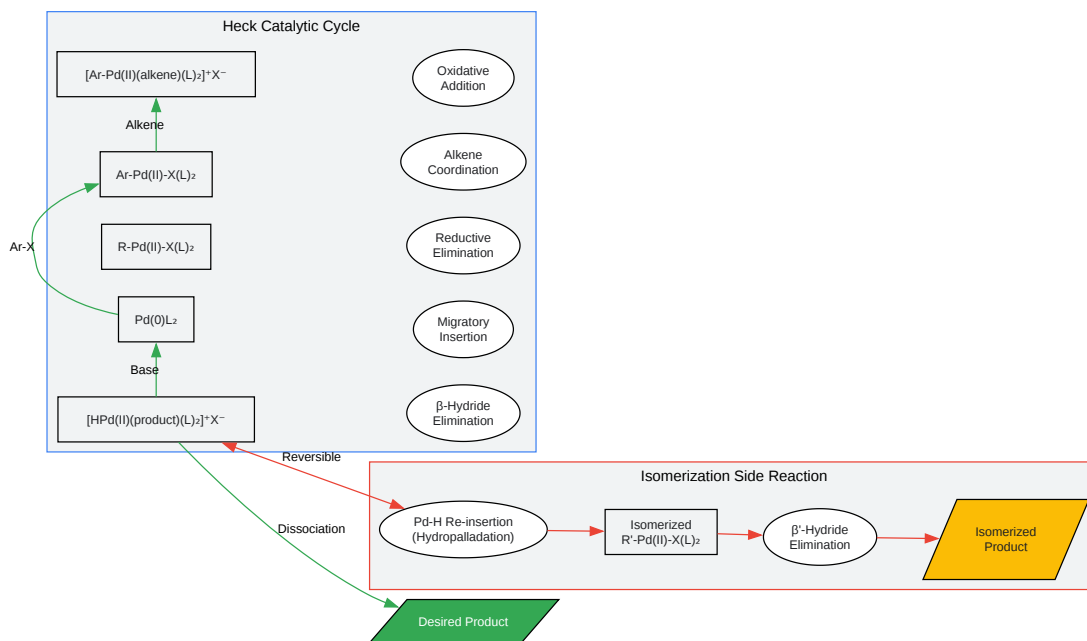 Heck Catalytic Cycle
[Ar-Pd(II)(alkene)(L)₂]⁺X⁻
Oxidative
Addition
Alkene
Ar-Pd(II)-X(L)₂
Alkene
Coordination
Ar-X
R-Pd(II)-X(L)₂
Reductive
Elimination
Pd(0)L₂
Migratory
Insertion
Base
[HPd(II)(product)(L)₂]⁺X⁻
β-Hydride
Elimination
Reversible
Isomerization Side Reaction
Dissociation
Pd-H Re-insertion
(Hydropalladation)
Isomerized
R'-Pd(II)-X(L)₂
β'-Hydride
Elimination
Isomerized
Product
Desired Product